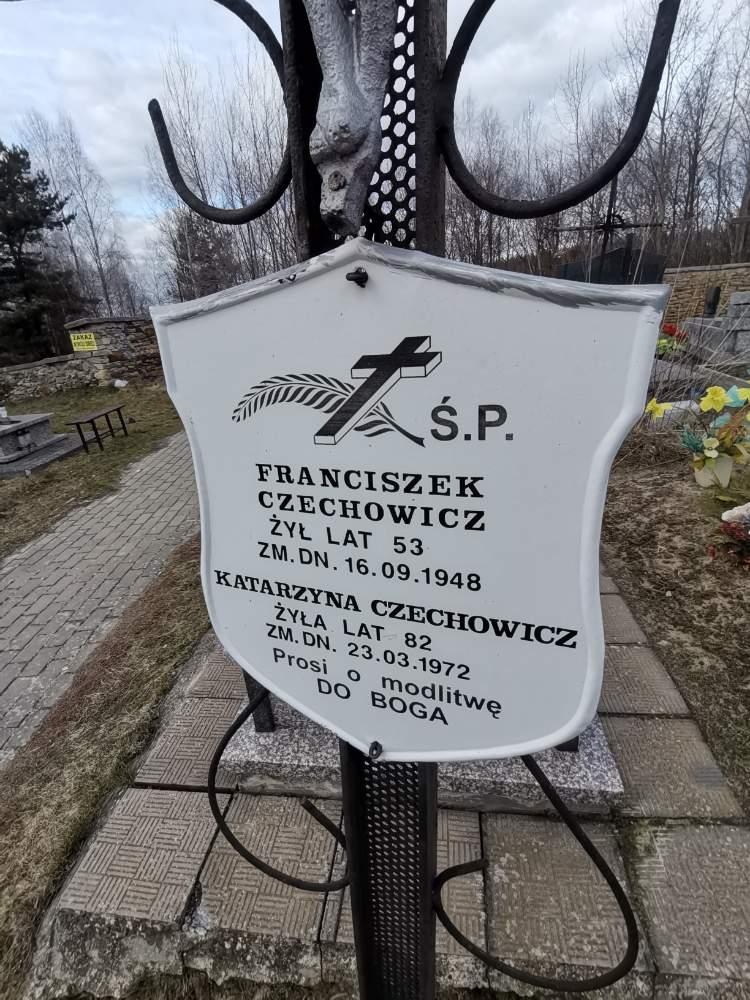 Ś.P.
FRANCISZEK
CZECHOWICZ
ŻYŁ LAT 53
ZM. DN. 16.09.1948
KATARZYNA CZECHOWICZ
ŻYŁA LAT 82
ZM. DN. 23.03.1972
Prosi o modlitwę
DO BOGA
ZAKAZ